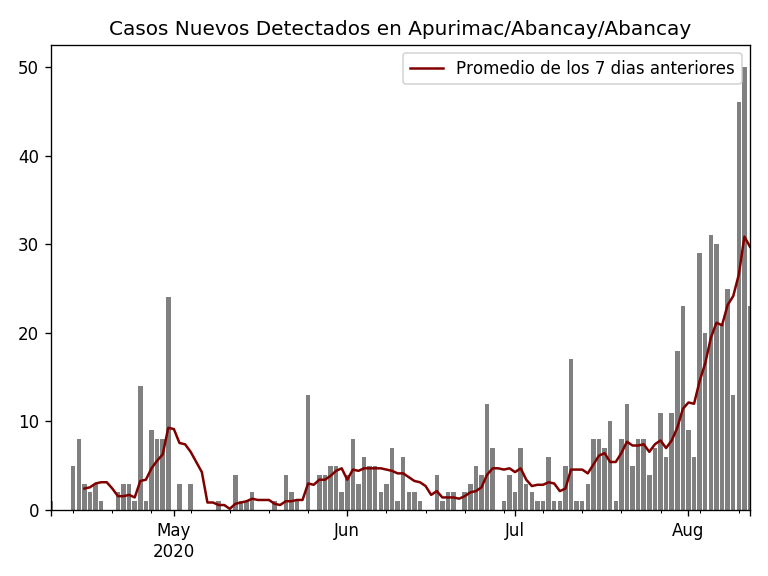 Casos Nuevos Detectados en Apurimac/Abancay/Abancay
Promedio de los 7 dias anteriores
50
40
30
20
10
0
May
2020
Jun
Jul
Aug